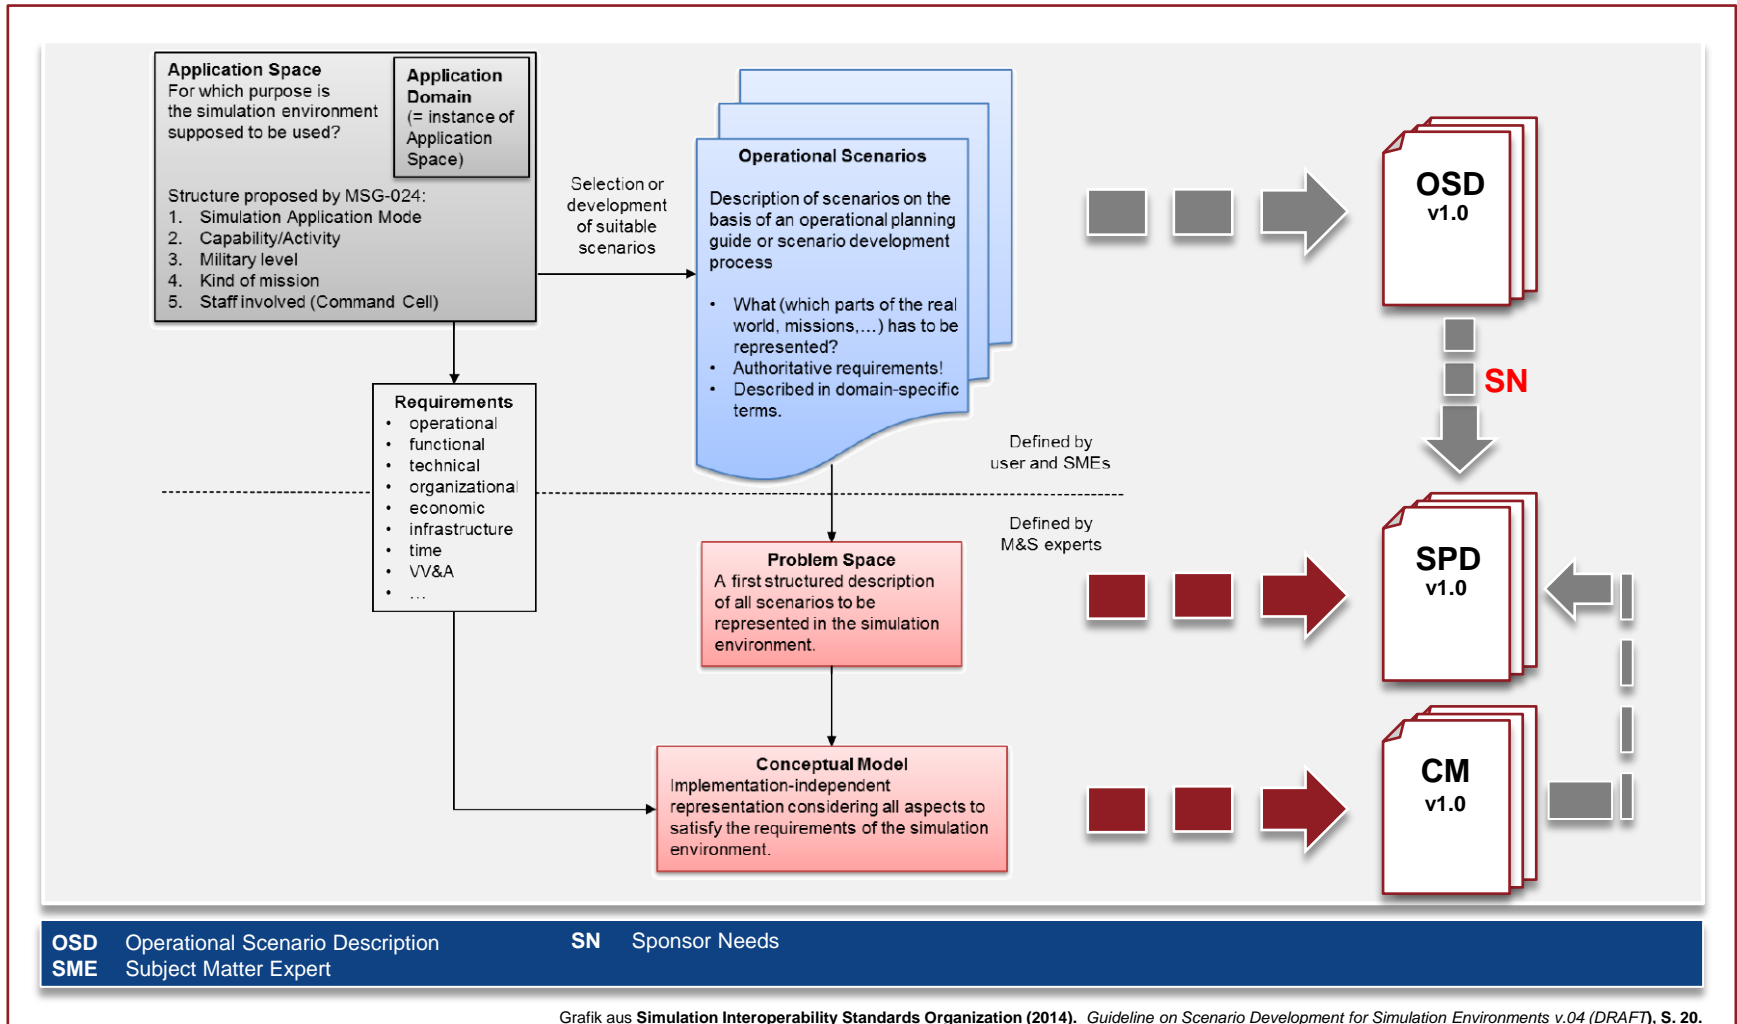 Application Space
For which purpose is
the simulation environment
supposed to be used?
Application
Domain
(= instance of
Application
Space)
Structure proposed by MSG-024:
1. Simulation Application Mode
2. Capability/Activity
3. Military level
4. Kind of mission
5. Staff involved (Command Cell)
Selection or
development
of suitable
scenarios
Operational Scenarios
Description of scenarios on the
basis of an operational planning
guide or scenario development
process
• What (which parts of the real
world, missions,...) has to be
represented?
• Authoritative requirements!
• Described in domain-specific
terms.
OSD
v1.0
SN
Requirements
• operational
• functional
• technical
• organizational
• economic
• infrastructure
• time
• VV&A
• ...
Defined by
user and SMEs
Defined by
M&S experts
Problem Space
A first structured description
of all scenarios to be
represented in the simulation
environment.
SPD
v1.0
Conceptual Model
Implementation-independent
representation considering all aspects to
satisfy the requirements of the simulation
environment.
CM
v1.0
OSD Operational Scenario Description
SN Sponsor Needs
SME Subject Matter Expert
Grafik aus Simulation Interoperability Standards Organization (2014). Guideline on Scenario Development for Simulation Environments v.04 (DRAFT), S. 20.